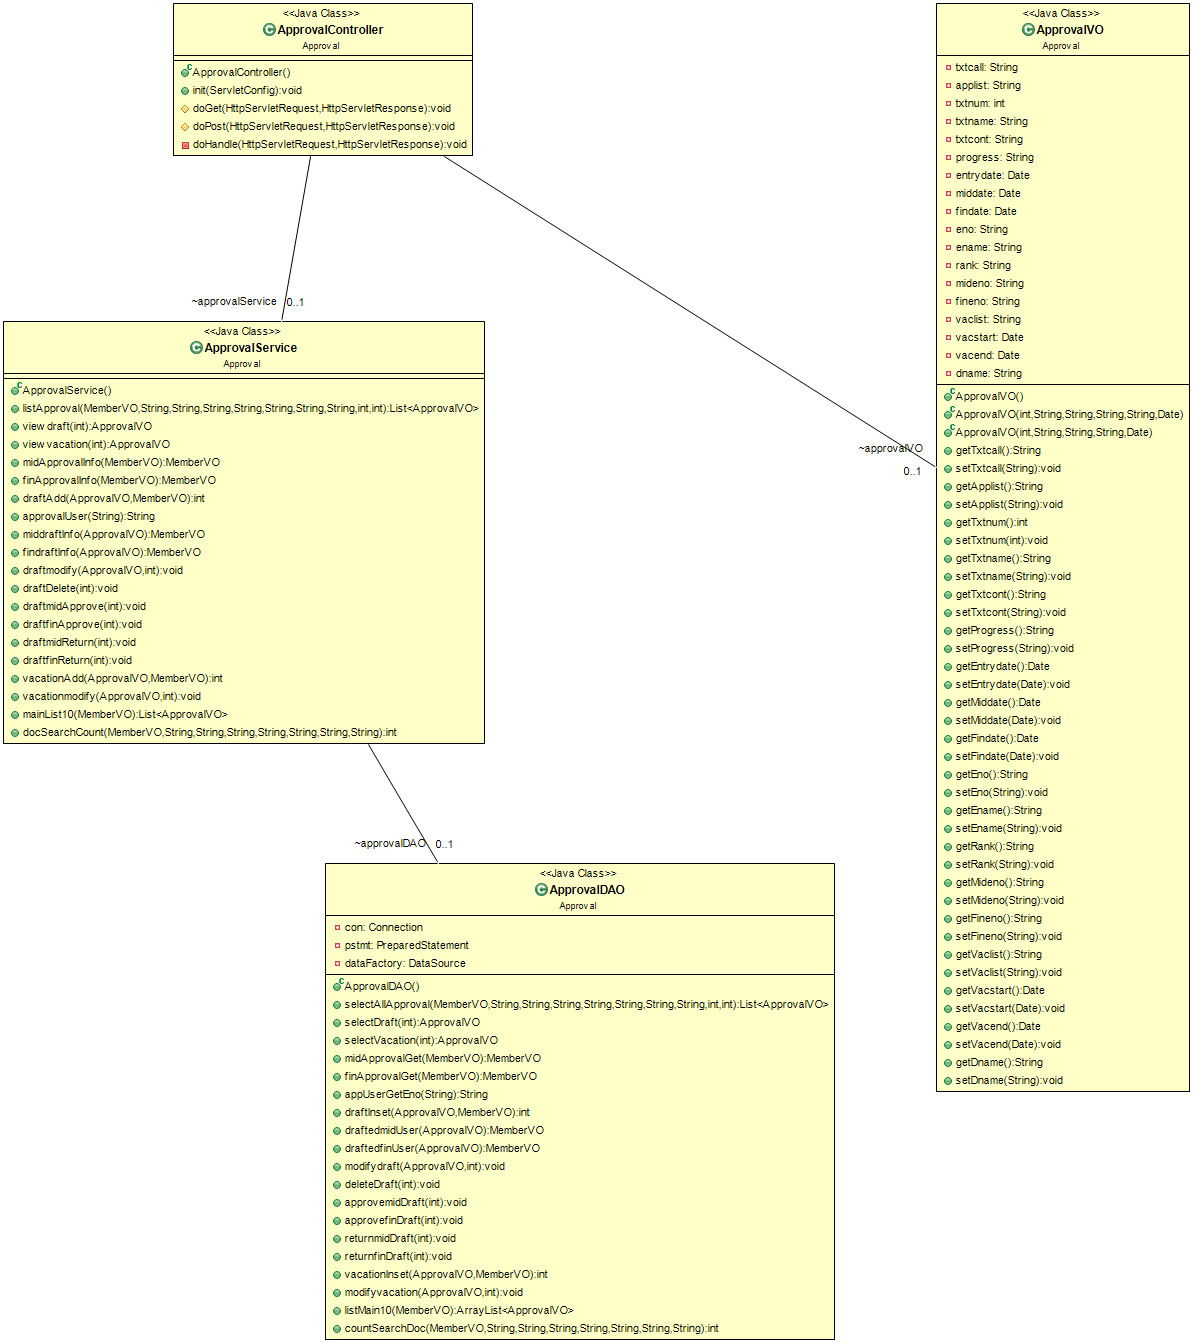 <<Java Class>>
ApprovalController
Approval
ApprovalController()
init(ServletConfig):void
doGet(HttpServletRequest,HttpServletResponse):void
doPost(HttpServletRequest,HttpServletResponse):void
doHandle(HttpServletRequest,HttpServletResponse):void
~approvalService 0..1
<<Java Class>>
ApprovalService
Approval
ApprovalService()
listApproval(MemberVO,String,String,String,String,String,String,String,int,int):List<ApprovalVO>
view draft(int):ApprovalVO
view vacation(int):ApprovalVO
midApprovalInfo(MemberVO):MemberVO
finApprovalInfo(MemberVO):MemberVO
draftAdd(ApprovalVO,MemberVO):int
approvalUser(String):String
middraftInfo(ApprovalVO):MemberVO
findraftInfo(ApprovalVO):MemberVO
draftmodify(ApprovalVO,int):void
draftDelete(int):void
draftmidApprove(int):void
draftfinApprove(int):void
draftmidReturn(int):void
draftfinReturn(int):void
vacationAdd(ApprovalVO,MemberVO):int
vacationmodify(ApprovalVO,int):void
mainList10(MemberVO):List<ApprovalVO>
docSearchCount(MemberVO,String,String,String,String,String,String,String):int
~approvalDAO 0..1
<<Java Class>>
ApprovalDAO
Approval
con: Connection
pstmt: PreparedStatement
dataFactory: DataSource
ApprovalDAO()
selectAllApproval(MemberVO,String,String,String,String,String,String,String,int,int):List<ApprovalVO>
selectDraft(int):ApprovalVO
selectVacation(int):ApprovalVO
midApprovalGet(MemberVO):MemberVO
finApprovalGet(MemberVO):MemberVO
appUserGetEno(String):String
draftInset(ApprovalVO,MemberVO):int
draftedmidUser(ApprovalVO):MemberVO
draftedfinUser(ApprovalVO):MemberVO
modifydraft(ApprovalVO,int):void
deleteDraft(int):void
approvemidDraft(int):void
approvefinDraft(int):void
returnmidDraft(int):void
returnfinDraft(int):void
vacationInset(ApprovalVO,MemberVO):int
modifyvacation(ApprovalVO,int):void
listMain10(MemberVO):ArrayList<ApprovalVO>
countSearchDoc(MemberVO,String,String,String,String,String,String,String):int
~approvalVO
0..1
<<Java Class>>
ApprovalVO
Approval
txtcall: String
applist: String
txtnum: int
txtname: String
txtcont: String
progress: String
entrydate: Date
middate: Date
findate: Date
eno: String
ename: String
rank: String
mideno: String
fineno: String
vaclist: String
vacstart: Date
vacend: Date
dname: String
ApprovalVO()
ApprovalVO(int,String,String,String,String,Date)
ApprovalVO(int,String,String,String,Date)
getTxtcall():String
setTxtcall(String):void
getApplist():String
setApplist(String):void
getTxtnum():int
setTxtnum(int):void
getTxtname():String
setTxtname(String):void
getTxtcont():String
setTxtcont(String):void
getProgress():String
setProgress(String):void
getEntrydate():Date
setEntrydate(Date):void
getMiddate():Date
setMiddate(Date):void
getFindate():Date
setFindate(Date):void
getEno():String
setEno(String):void
getEname():String
setEname(String):void
getRank():String
setRank(String):void
getMideno():String
setMideno(String):void
getFineno():String
setFineno(String):void
getVaclist():String
setVaclist(String):void
getVacstart():Date
setVacstart(Date):void
getVacend():Date
setVacend(Date):void
getDname():String
setDname(String):void